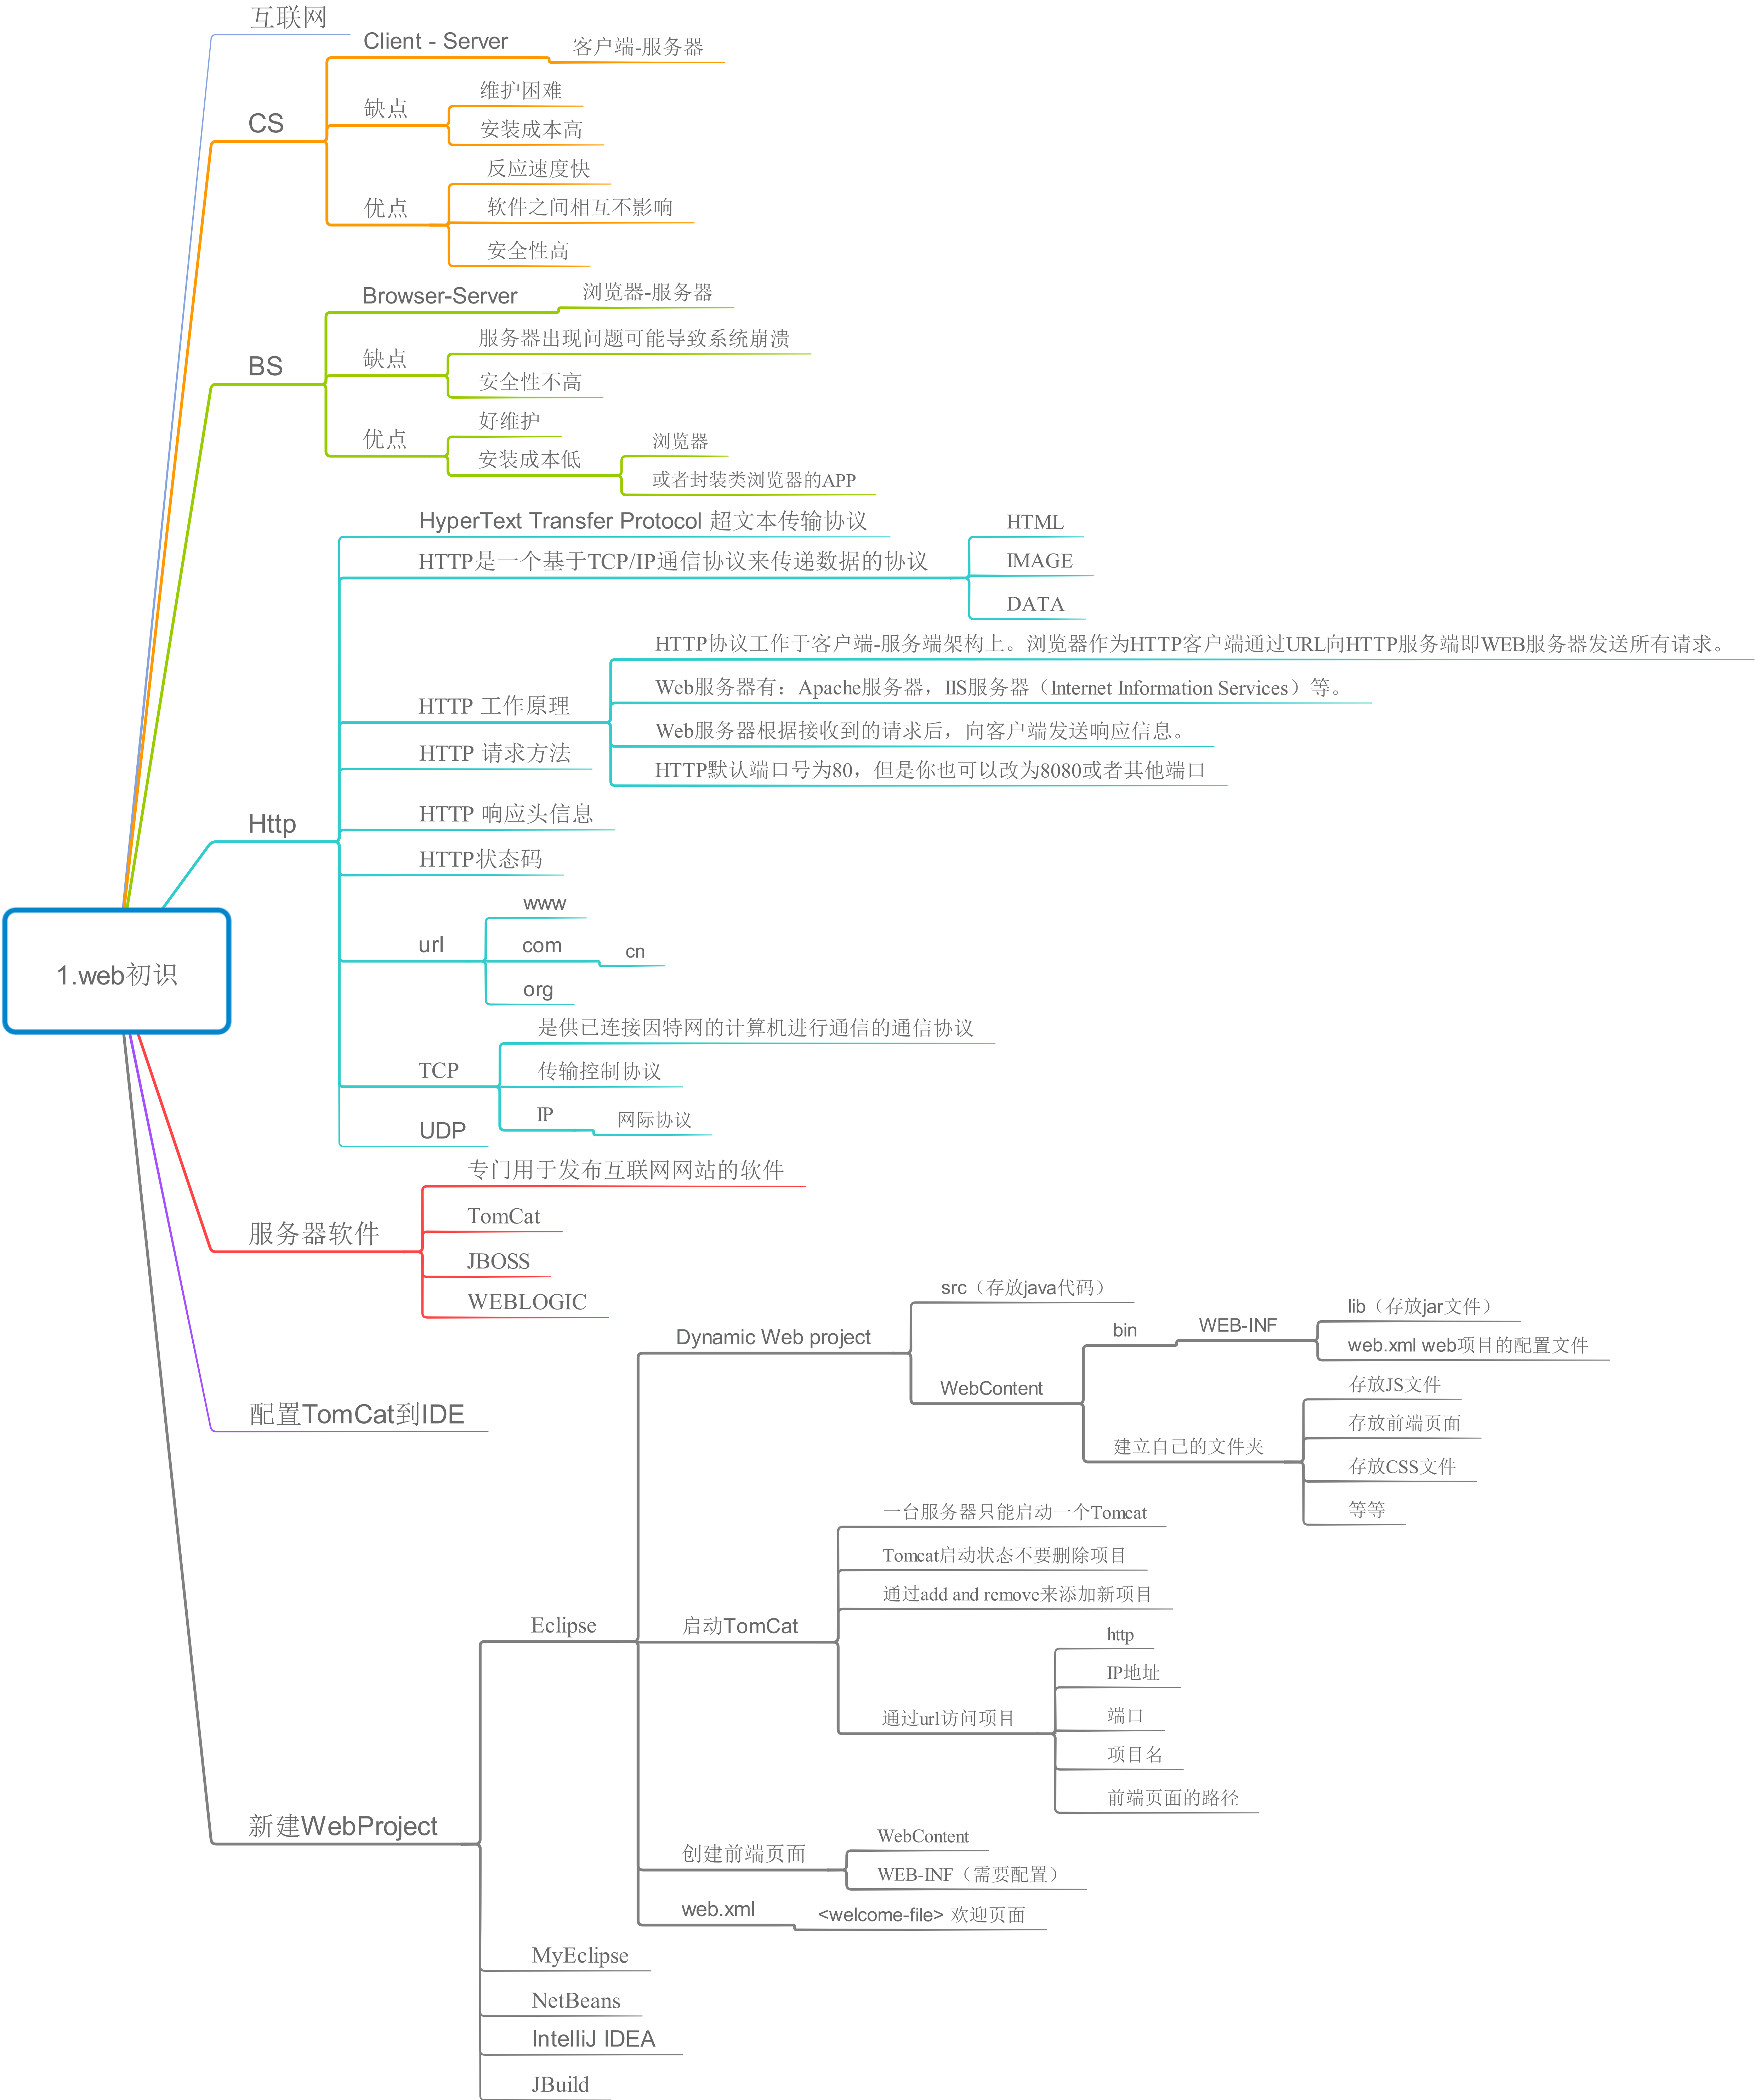 互联网
Client - Server
客户端-服务器
CS
缺点
维护困难
安装成本高
优点
反应速度快
软件之间相互不影响
安全性高
Browser-Server
浏览器-服务器
BS
缺点
服务器出现问题可能导致系统崩溃
安全性不高
优点
好维护
安装成本低
浏览器
或者封装类浏览器的APP
HyperText Transfer Protocol 超文本传输协议
HTTP是一个基于TCP/IP通信协议来传递数据的协议
HTML
IMAGE
DATA
HTTP 工作原理
HTTP协议工作于客户端-服务端架构上。浏览器作为HTTP客户端通过URL向HTTP服务端即WEB服务器发送所有请求。
Web服务器有：Apache服务器，IIS服务器（Internet Information Services）等。
Web服务器根据接收到的请求后，向客户端发送响应信息。
HTTP默认端口号为80，但是你也可以改为8080或者其他端口
HTTP 请求方法
Http
HTTP 响应头信息
HTTP状态码
url
www
com
cn
org
1.web初识
TCP
是供已连接因特网的计算机进行通信的通信协议
传输控制协议
IP
网际协议
UDP
服务器软件
专门用于发布互联网网站的软件
TomCat
JBOSS
WEBLOGIC
配置TomCat到IDE
新建WebProject
Eclipse
Dynamic Web project
src（存放java代码）
WebContent
bin
WEB-INF
lib（存放jar文件）
web.xml web项目的配置文件
建立自己的文件夹
存放JS文件
存放前端页面
存放CSS文件
等等
启动TomCat
一台服务器只能启动一个Tomcat
Tomcat启动状态不要删除项目
通过add and remove来添加新项目
通过url访问项目
http
IP地址
端口
项目名
前端页面的路径
创建前端页面
WebContent
WEB-INF（需要配置）
web.xml
<welcome-file> 欢迎页面
MyEclipse
NetBeans
IntelliJ IDEA
JBuild